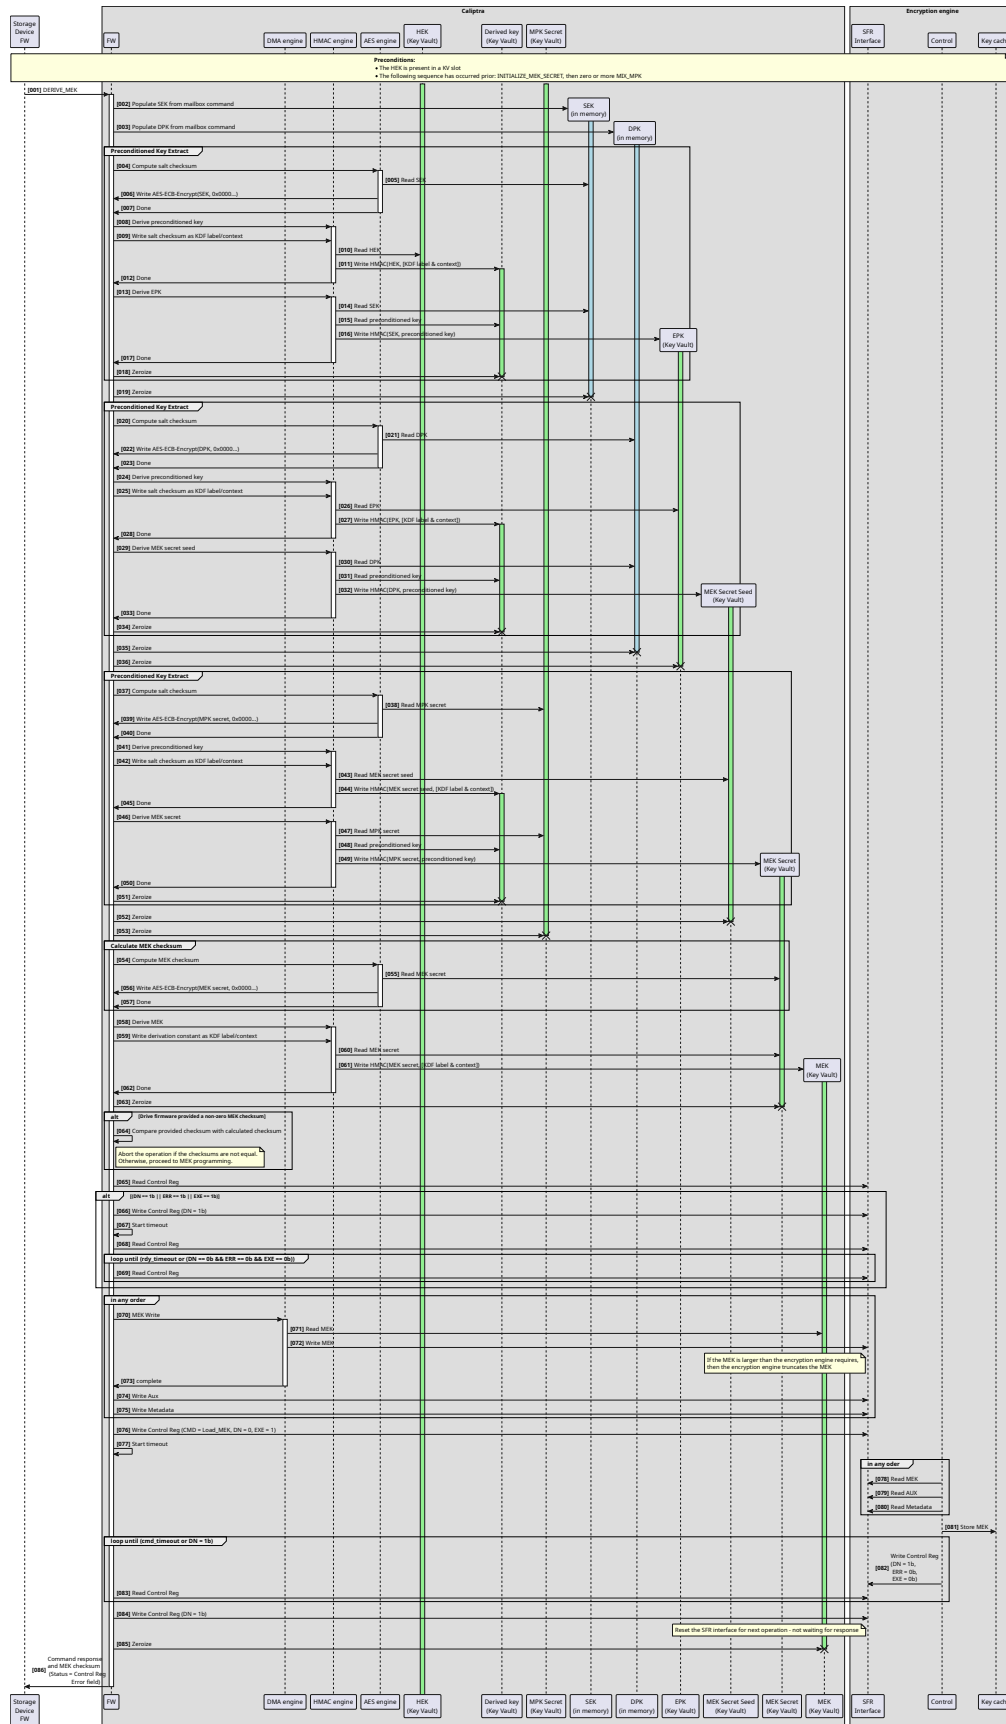 Caliptra
Encryption engine
Storage
Device
FW
FW
DMA engine
HMAC engine
AES engine
HEK
(Key Vault)
Derived key
(Key Vault)
MPK Secret
(Key Vault)
SFR
Interface
Control
Key cach
Preconditions:
• The HEK is present in a KV slot
• The following sequence has occurred prior: INITIALIZE_MEK_SECRET, then zero or more MIX_MPK
[001] DERIVE_MEK
[002] Populate SEK from mailbox command
SEK
(in memory)
[003] Populate DPK from mailbox command
DPK
(in memory)
Preconditioned Key Extract
[004] Compute salt checksum
[005] Read SEK
[006] Write AES-ECB-Encrypt(SEK, 0x0000...)
[007] Done
[008] Derive preconditioned key
[009] Write salt checksum as KDF label/context
[010] Read HEK
[011] Write HMAC(HEK, [KDF label & context])
[012] Done
[013] Derive EPK
[014] Read SEK
[015] Read preconditioned key
[016] Write HMAC(SEK, preconditioned key)
EPK
(Key Vault)
[017] Done
[018] Zeroize
[019] Zeroize
Preconditioned Key Extract
[020] Compute salt checksum
[021] Read DPK
[022] Write AES-ECB-Encrypt(DPK, 0x0000...)
[023] Done
[024] Derive preconditioned key
[025] Write salt checksum as KDF label/context
[026] Read EPK
[027] Write HMAC(EPK, [KDF label & context])
[028] Done
[029] Derive MEK secret seed
[030] Read DPK
[031] Read preconditioned key
[032] Write HMAC(DPK, preconditioned key)
MEK Secret Seed
(Key Vault)
[033] Done
[034] Zeroize
[035] Zeroize
[036] Zeroize
Preconditioned Key Extract
[037] Compute salt checksum
[038] Read MPK secret
[039] Write AES-ECB-Encrypt(MPK secret, 0x0000...)
[040] Done
[041] Derive preconditioned key
[042] Write salt checksum as KDF label/context
[043] Read MEK secret seed
[044] Write HMAC(MEK secret seed, [KDF label & context])
[045] Done
[046] Derive MEK secret
[047] Read MPK secret
[048] Read preconditioned key
[049] Write HMAC(MPK secret, preconditioned key)
MEK Secret
(Key Vault)
[050] Done
[051] Zeroize
[052] Zeroize
[053] Zeroize
Calculate MEK checksum
[054] Compute MEK checksum
[055] Read MEK secret
[056] Write AES-ECB-Encrypt(MEK secret, 0x0000...)
[057] Done
[058] Derive MEK
[059] Write derivation constant as KDF label/context
[060] Read MEK secret
[061] Write HMAC(MEK secret, [KDF label & context])
MEK
(Key Vault)
[062] Done
[063] Zeroize
alt [Drive firmware provided a non-zero MEK checksum]
[064] Compare provided checksum with calculated checksum
Abort the operation if the checksums are not equal.
Otherwise, proceed to MEK programming.
[065] Read Control Reg
alt [(DN == 1b || ERR == 1b || EXE == 1b)]
[066] Write Control Reg (DN = 1b)
[067] Start timeout
[068] Read Control Reg
loop until (rdy_timeout or (DN == 0b && ERR == 0b && EXE == 0b))
[069] Read Control Reg
in any order
[070] MEK Write
[071] Read MEK
[072] Write MEK
If the MEK is larger than the encryption engine requires,
then the encryption engine truncates the MEK
[073] complete
[074] Write Aux
[075] Write Metadata
[076] Write Control Reg (CMD = Load_MEK, DN = 0, EXE = 1)
[077] Start timeout
in any oder
[078] Read MEK
[079] Read AUX
[080] Read Metadata
[081] Store MEK
loop until (cmd_timeout or DN = 1b)
Write Control Reg
(DN = 1b,
[082] ERR = 0b,
EXE = 0b)
[083] Read Control Reg
[084] Write Control Reg (DN = 1b)
Reset the SFR interface for next operation - not waiting for response
[085] Zeroize
Command response
and MEK checksum
[086] (Status = Control Reg
Error field)
Storage
Device
FW
FW
DMA engine
HMAC engine
AES engine
HEK
(Key Vault)
Derived key
(Key Vault)
MPK Secret
(Key Vault)
SEK
(in memory)
DPK
(in memory)
EPK
(Key Vault)
MEK Secret Seed
(Key Vault)
MEK Secret
(Key Vault)
MEK
(Key Vault)
SFR
Interface
Control
Key cach